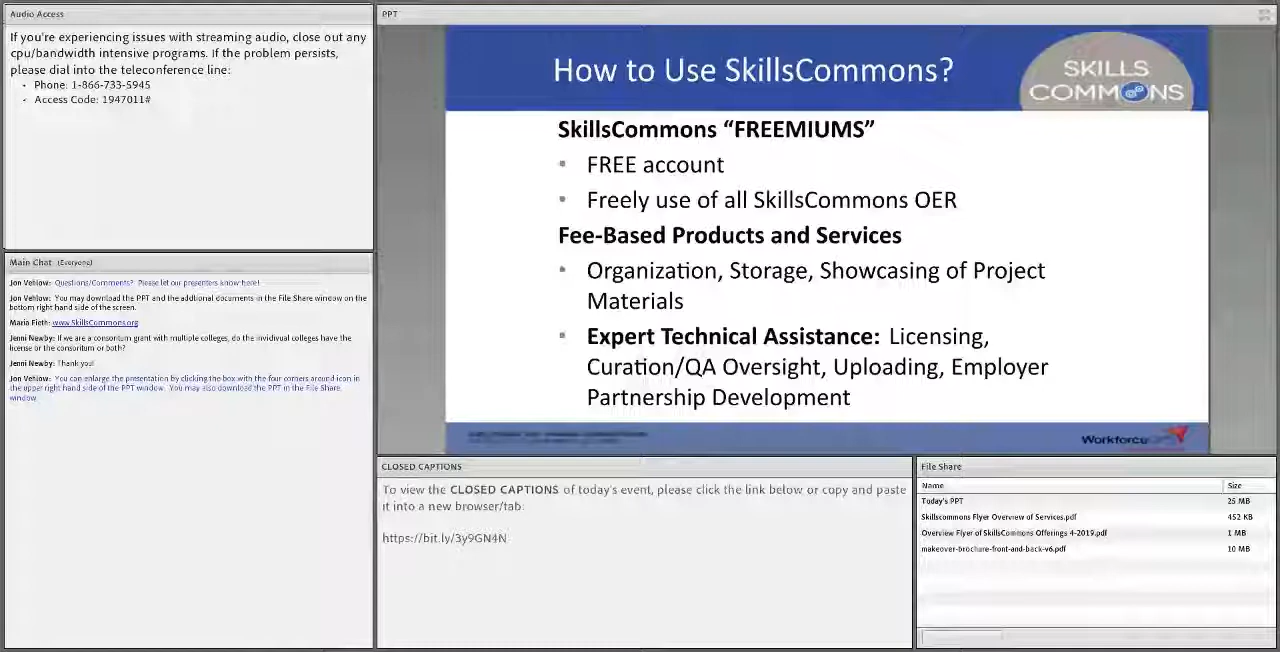 Audio Access
If you're experiencing issues with streaming audio, close out any
cpu/bandwidth intensive programs. If the problem persists,
please dial into the teleconference line:
• Phone: 1-866-733-5945
• Access Code: 1947011#
Main Chat (Everyone)
Jon Vehlow: Questions/Comments? Please let our presenters know here!
Jon Vehlow: You may download the PPT and the additional documents in the File Share window on the
bottom right hand side of the screen.
Maria Fieth: www.SkillsCommons.org
Jenni Newby: If we are a consortium grant with multiple colleges, do the invidivual colleges have the
license or the consortium or both?
Jenni Newby: Thank you!
Jon Vehlow: You can enlarge the presentation by clicking the box with the four corners around icon in
the upper right hand side of the PPT window. You may also download the PPT in the File Share
window.
PPT
How to Use SkillsCommons?
SKILLS
COMMONS
SkillsCommons “FREEMIUMS”
• FREE account
• Freely use of all SkillsCommons OER
Fee-Based Products and Services
• Organization, Storage, Showcasing of Project
Materials
• Expert Technical Assistance: Licensing,
Curation/QA Oversight, Uploading, Employer
Partnership Development
Workforce
CLOSED CAPTIONS
To view the CLOSED CAPTIONS of today's event, please click the link below or copy and paste
it into a new browser/tab:
https://bit.ly/3y9GN4N
File Share
Name Size
Today's PPT 25 MB
Skillscommons Flyer Overview of Services.pdf 452 KB
Overview Flyer of SkillsCommons Offerings 4-2019.pdf 1 MB
makeover-brochure-front-and-back-v6.pdf 10 MB